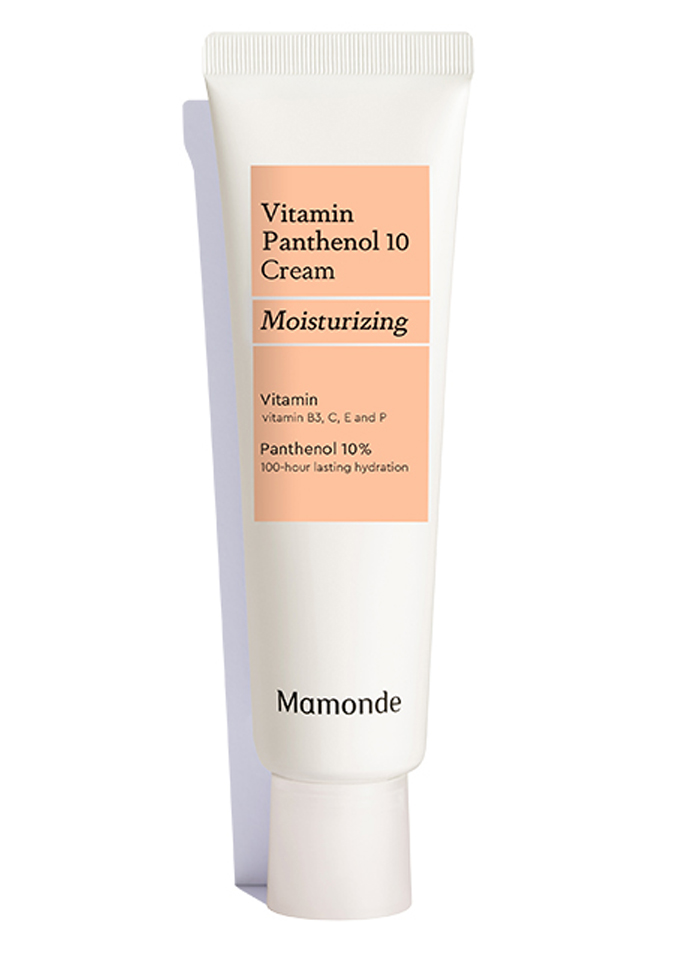 Vitamin
Panthenol 10
Cream
Moisturizing
Vitamin
vitamin B3, C, E and P
Panthenol 10%
100-hour lasting hydration
Mamonde